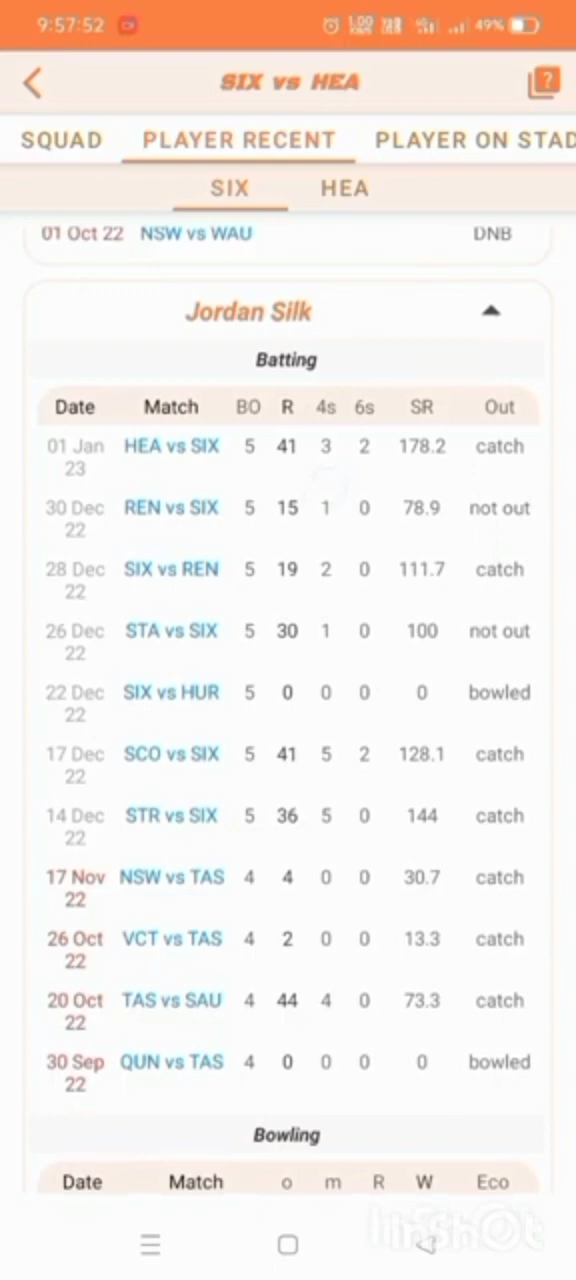 9:57:52 49%
SIX vs HEA
SQUAD PLAYER RECENT PLAYER ON STAD
SIX HEA
01 Oct 22 NSW vs WAU DNB
Jordan Silk
Batting
Date Match BO R 4s 6s SR Out
01 Jan 23 HEA vs SIX 5 41 3 2 178.2 catch
30 Dec 22 REN vs SIX 5 15 1 0 78.9 not out
28 Dec 22 SIX vs REN 5 19 2 0 111.7 catch
26 Dec 22 STA vs SIX 5 30 1 0 100 not out
22 Dec 22 SIX vs HUR 5 0 0 0 0 bowled
17 Dec 22 SCO vs SIX 5 41 5 2 128.1 catch
14 Dec 22 STR vs SIX 5 36 5 0 144 catch
17 Nov 22 NSW vs TAS 4 4 0 0 30.7 catch
26 Oct 22 VCT vs TAS 4 2 0 0 13.3 catch
20 Oct 22 TAS vs SAU 4 44 4 0 73.3 catch
30 Sep 22 QUN vs TAS 4 0 0 0 0 bowled
Bowling
Date Match o m R W Eco
InShOt